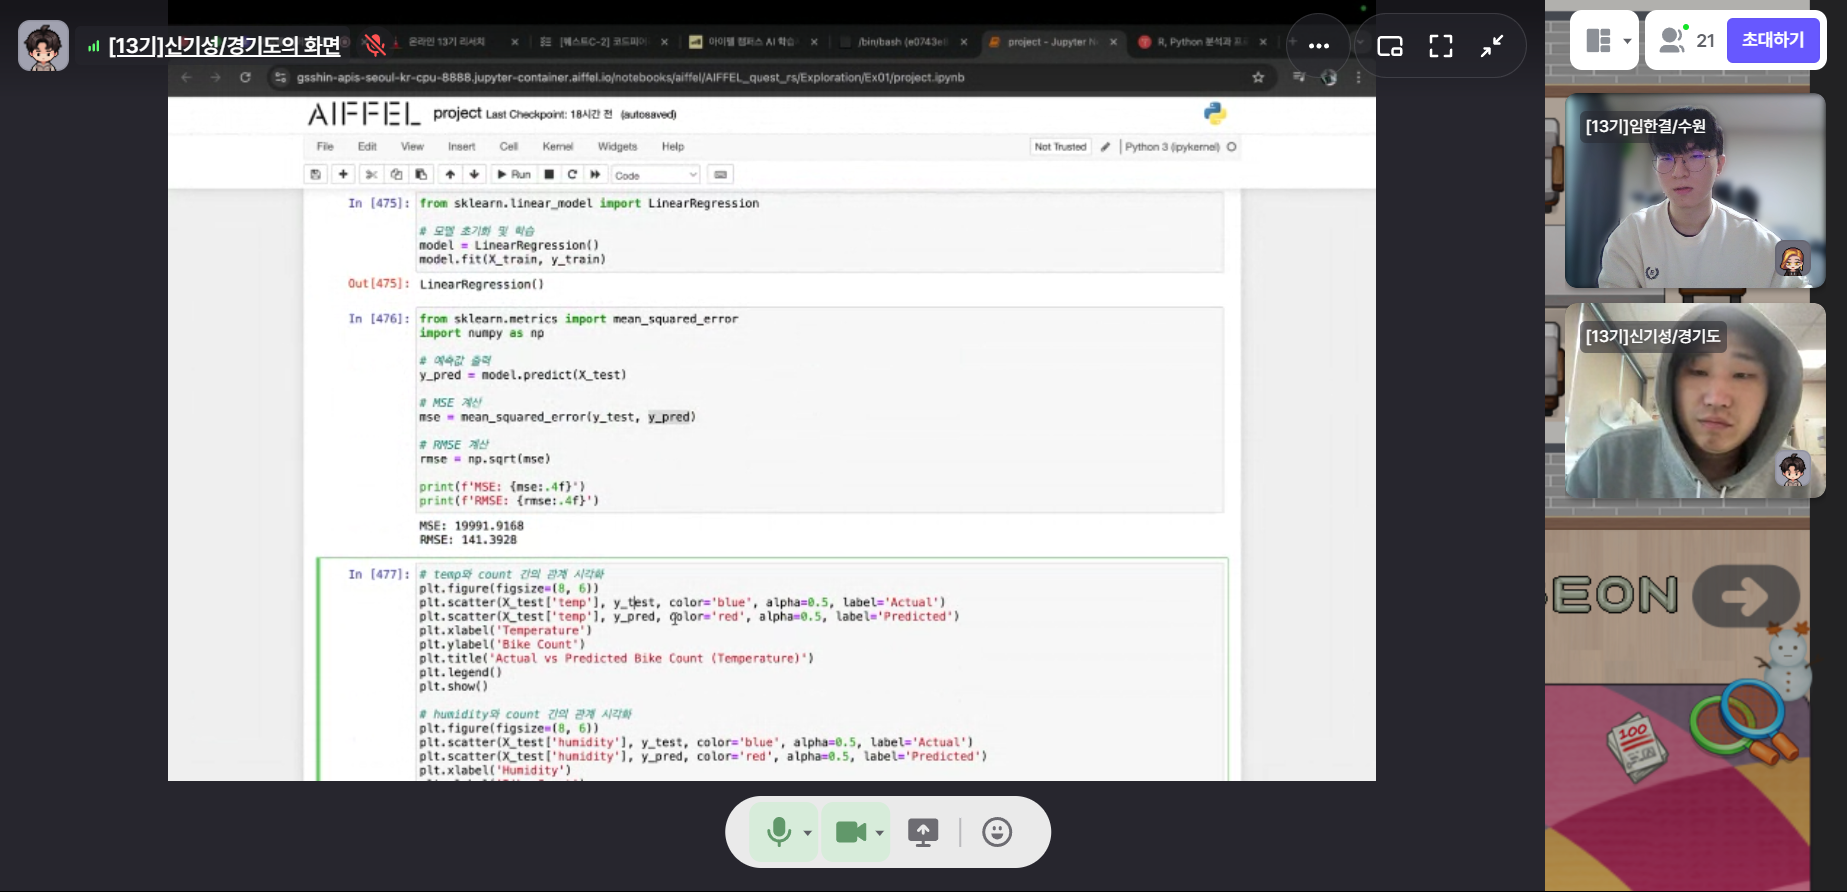 [13기]신기성/경기도의 화면
온라인 13기 리서치
[퀘스트C-2] 코드피어
아이펠 캠퍼스 AI 학습
/bin/bash (e0743e
project - Jupyter N
R, Python 분석과 프
21
초대하기
gsshin-apis-seoul-kr-cpu-8888.jupyter-container.aiffel.io/notebooks/aiffel/AIFFEL_quest_rs/Exploration/Ex01/project.ipynb
AIFFEL project Last Checkpoint: 18시간 전 (autosaved)
File Edit View Insert Cell Kernel Widgets Help
Not Trusted Python 3 (ipykernel)
Run Code
In [475]: from sklearn.linear_model import LinearRegression
# 모델 초기화 및 학습
model = LinearRegression()
model.fit(X_train, y_train)
Out[475]: LinearRegression()
In [476]: from sklearn.metrics import mean_squared_error
import numpy as np
# 예측값 출력
y_pred = model.predict(X_test)
# MSE 계산
mse = mean_squared_error(y_test, y_pred)
# RMSE 계산
rmse = np.sqrt(mse)
print(f'MSE: {mse:.4f}')
print(f'RMSE: {rmse:.4f}')
MSE: 19991.9168
RMSE: 141.3928
In [477]: # temp와 count 간의 관계 시각화
plt.figure(figsize=(8, 6))
plt.scatter(X_test['temp'], y_test, color='blue', alpha=0.5, label='Actual')
plt.scatter(X_test['temp'], y_pred, color='red', alpha=0.5, label='Predicted')
plt.xlabel('Temperature')
plt.ylabel('Bike Count')
plt.title('Actual vs Predicted Bike Count (Temperature)')
plt.legend()
plt.show()
# humidity와 count 간의 관계 시각화
plt.figure(figsize=(8, 6))
plt.scatter(X_test['humidity'], y_test, color='blue', alpha=0.5, label='Actual')
plt.scatter(X_test['humidity'], y_pred, color='red', alpha=0.5, label='Predicted')
plt.xlabel('Humidity')
[13기]임한결/수원
[13기]신기성/경기도
EON
100